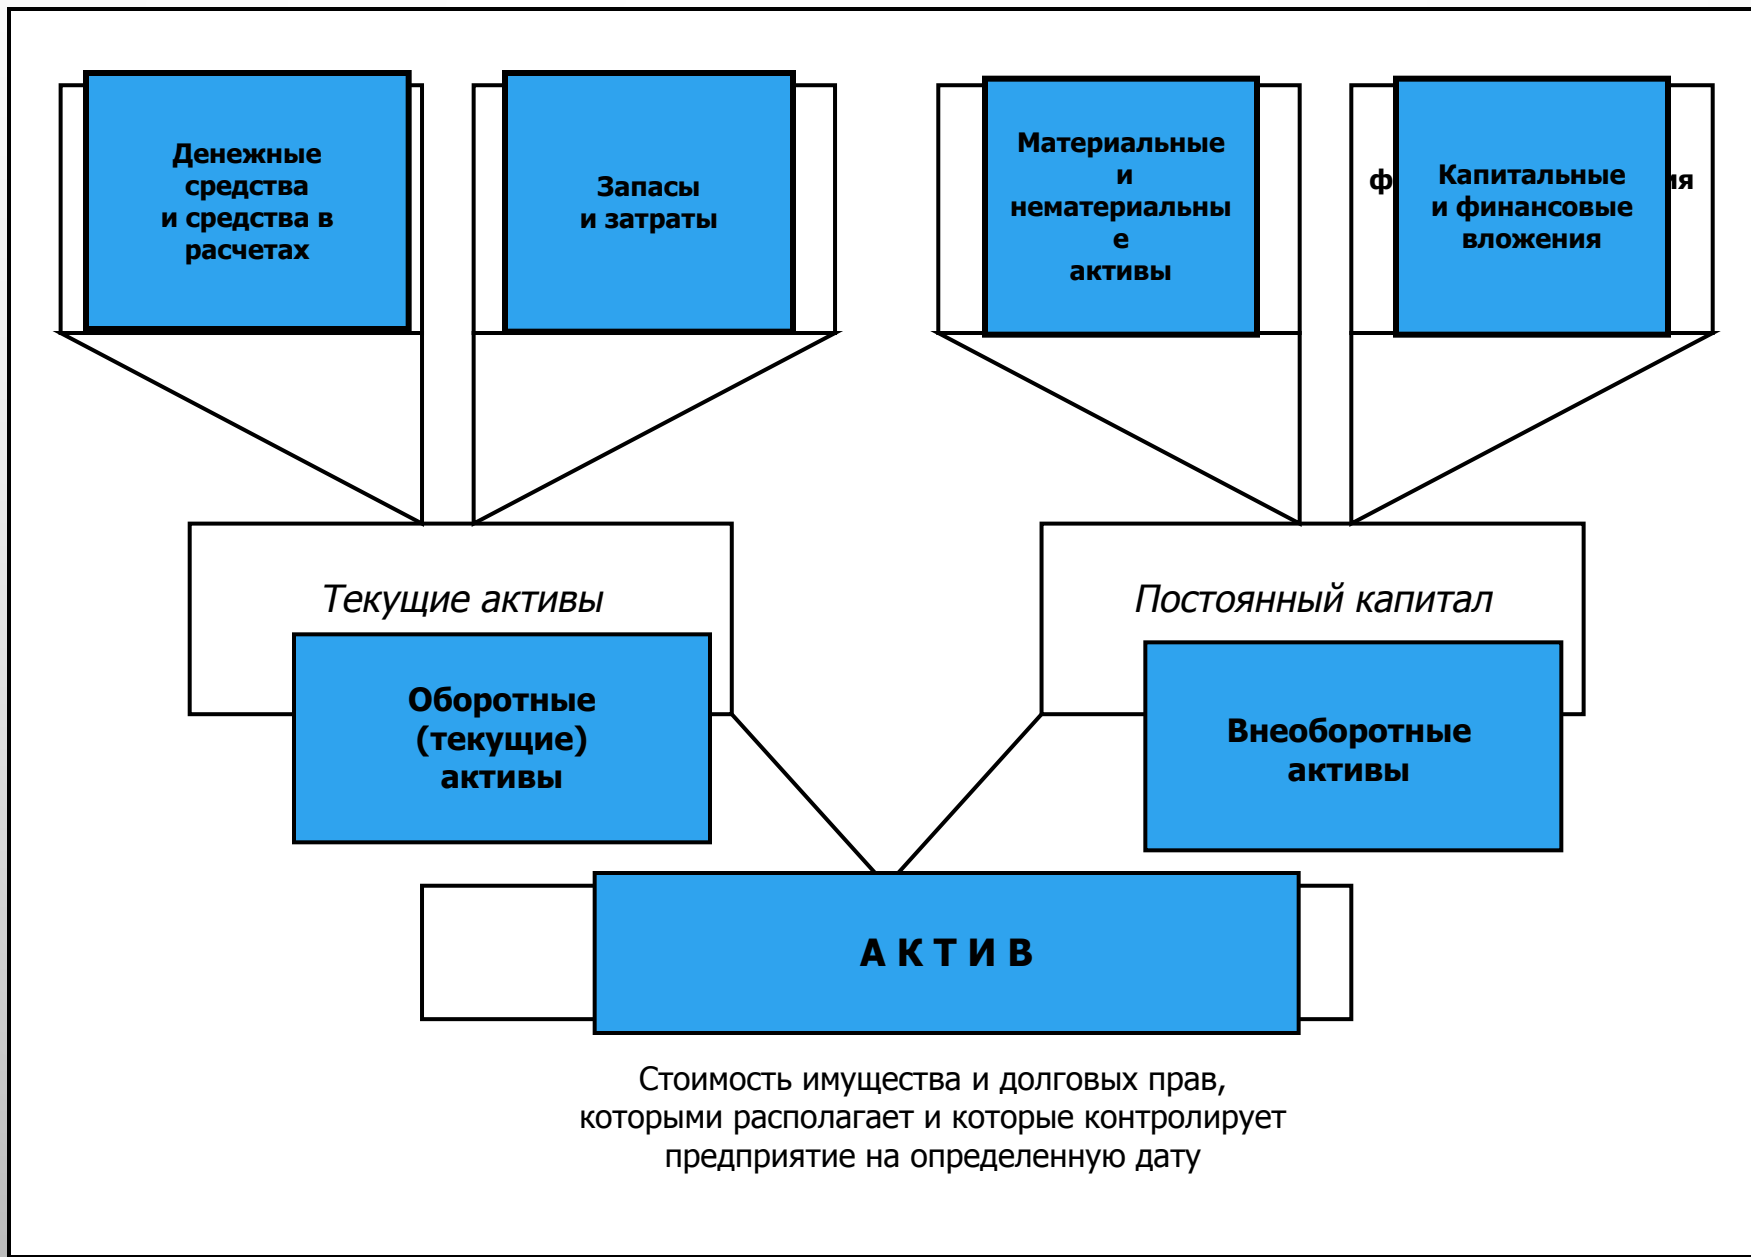 Денежные
средства
и средства в
расчетах
Запасы
и затраты
Материальные
и
нематериальны
е
активы
Капитальные
и финансовые
вложения
Текущие активы
Постоянный капитал
Оборотные
(текущие)
активы
Внеоборотные
активы
А К Т И В
Стоимость имущества и долговых прав,
которыми располагает и которые контролирует
предприятие на определенную дату